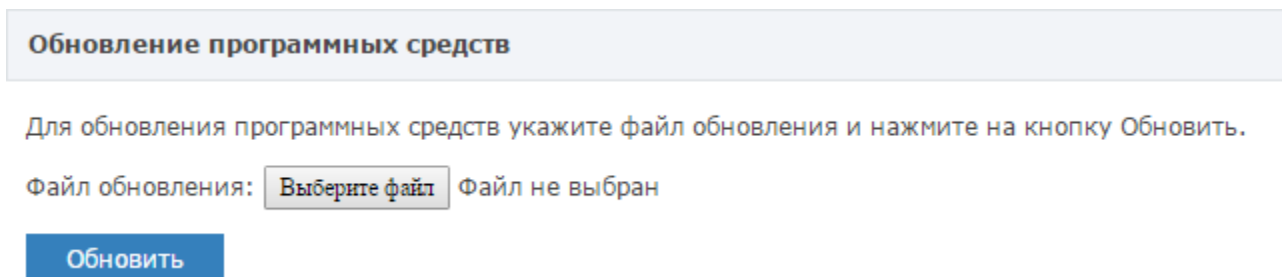 Обновление программных средств
Для обновления программных средств укажите файл обновления и нажмите на кнопку Обновить.
Файл обновления: Выберите файл Файл не выбран
Обновить